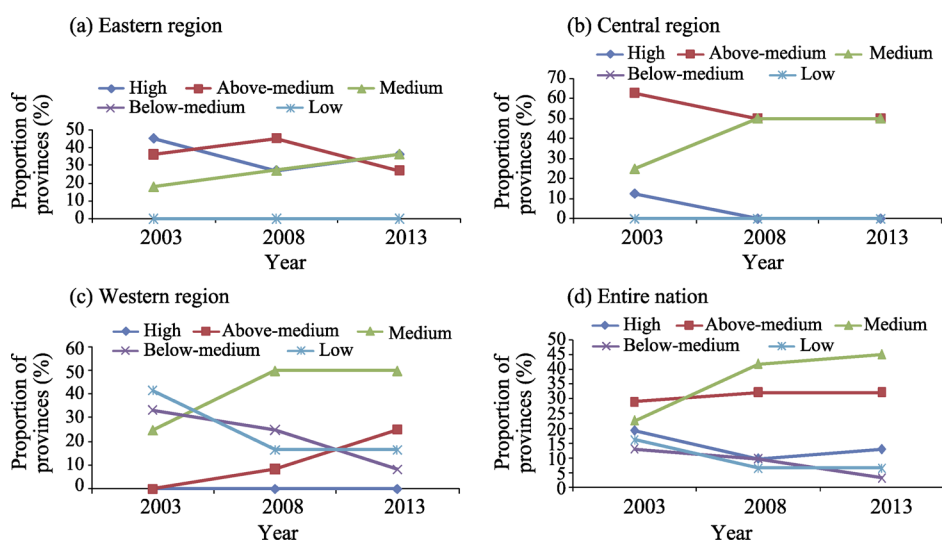 (a) Eastern region
High
Above-medium
Medium
Below-medium
Low
Proportion of
provinces (%)
50
40
30
20
10
0
2003
2008
2013
Year
(b) Central region
High
Above-medium
Medium
Below-medium
Low
Proportion of
provinces (%)
70
60
50
40
30
20
10
0
2003
2008
2013
Year
(c) Western region
High
Above-medium
Medium
Below-medium
Low
Proportion of
provinces (%)
60
50
40
30
20
10
0
2003
2008
2013
Year
(d) Entire nation
High
Above-medium
Medium
Below-medium
Low
Proportion of
provinces (%)
50
45
40
35
30
25
20
15
10
5
0
2003
2008
2013
Year